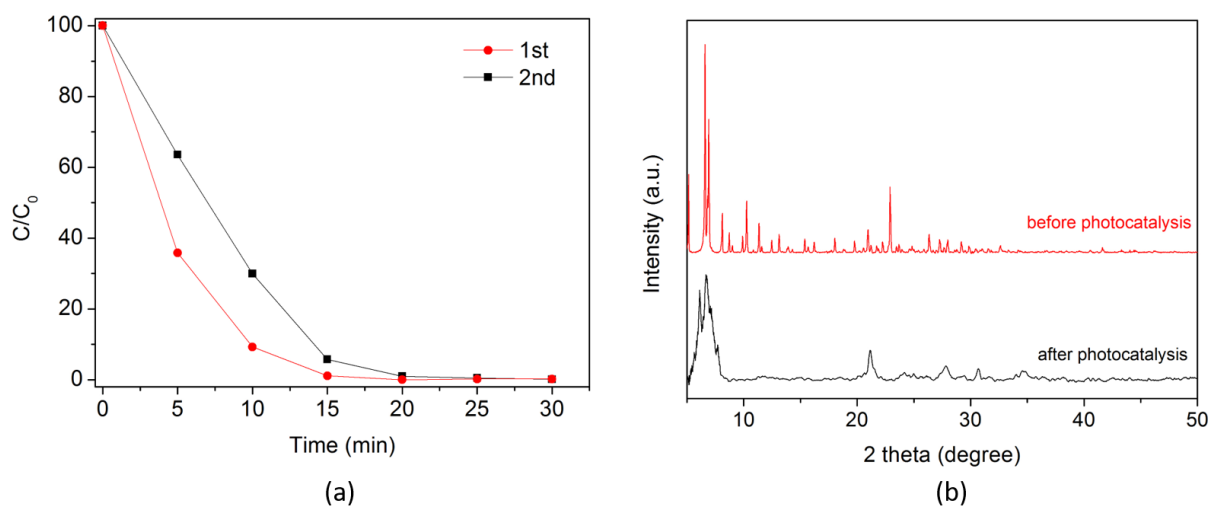 100
80
60
40
20
0
C/C0
1st
2nd
0 5 10 15 20 25 30
Time (min)
(a)
Intensity (a.u.)
before photocatalysis
after photocatalysis
10 20 30 40 50
2 theta (degree)
(b)